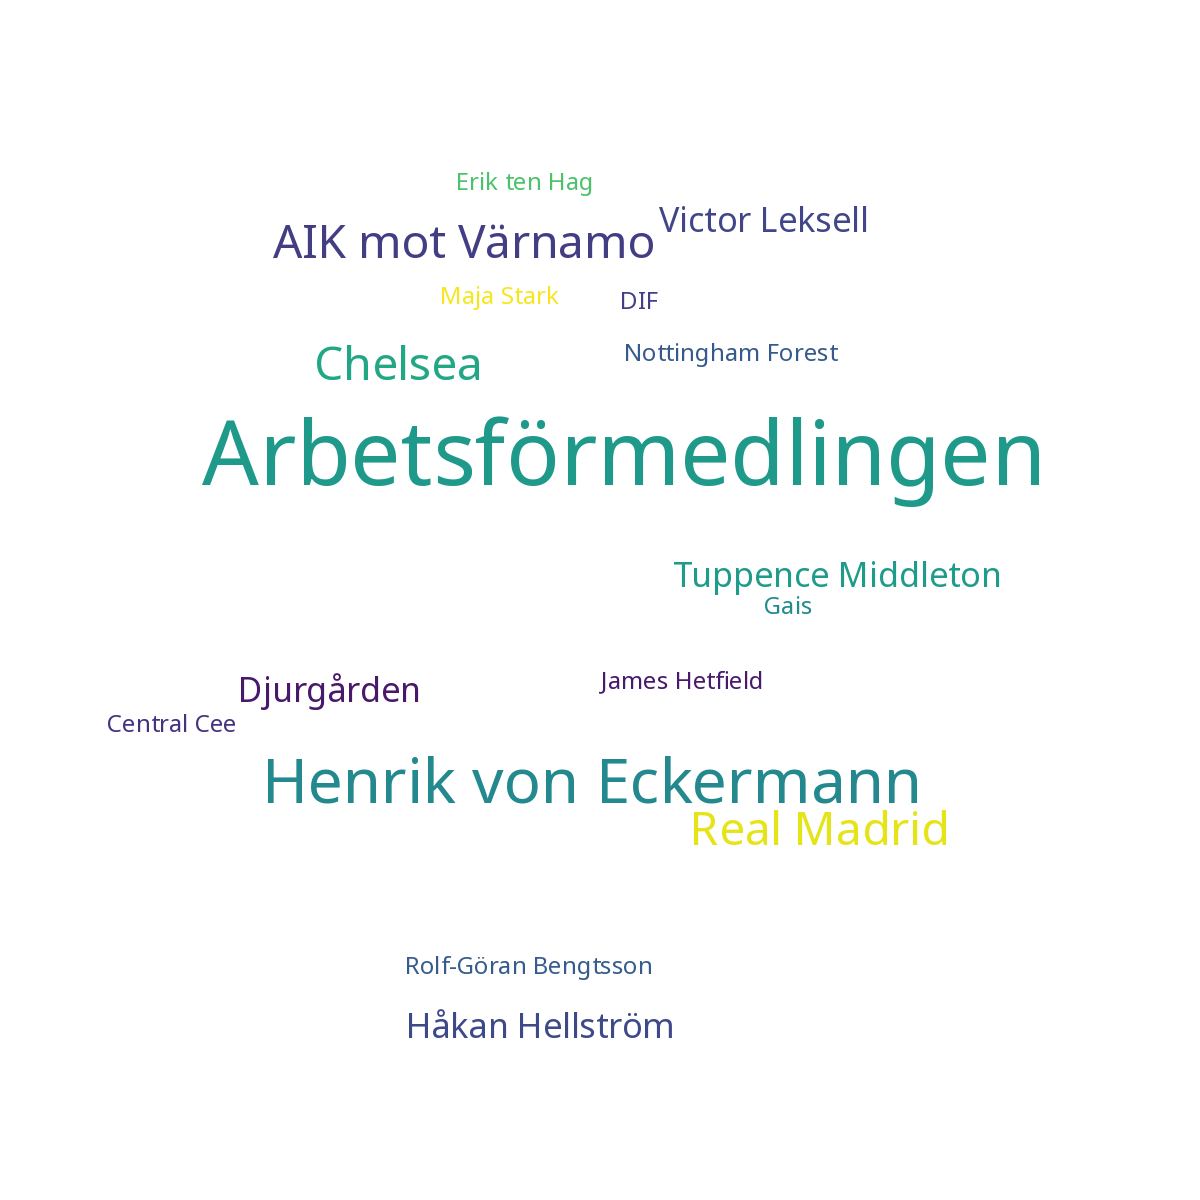 Erik ten Hag
Victor Leksell
AIK mot Värnamo
Maja Stark
DIF
Nottingham Forest
Chelsea
Arbetsförmedlingen
Tuppence Middleton
Gais
James Hetfield
Djurgården
Central Cee
Henrik von Eckermann
Real Madrid
Rolf-Göran Bengtsson
Håkan Hellström